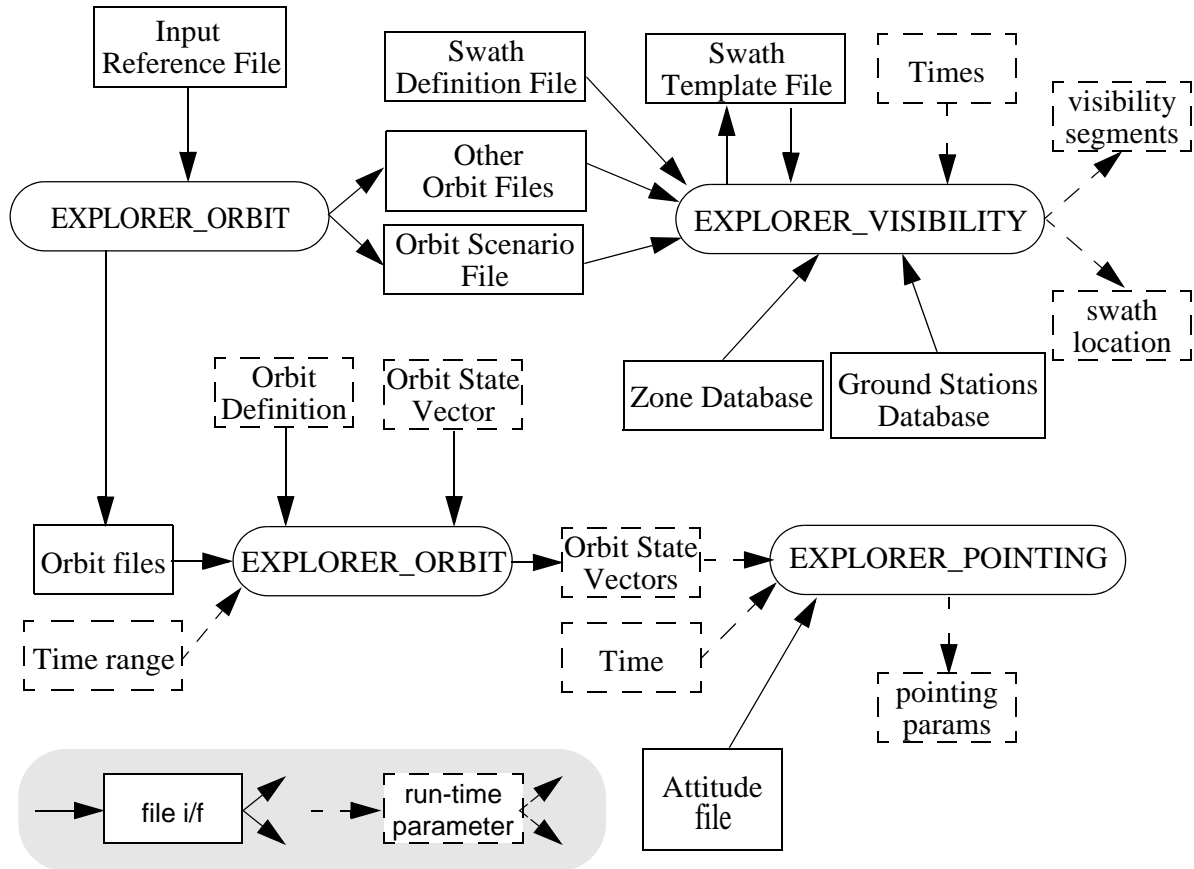 Input
Reference File
Swath
Definition File
Swath
Template File
Times
visibility
segments
Other
Orbit Files
EXPLORER_ORBIT
EXPLORER_VISIBILITY
Orbit Scenario
File
swath
location
Zone Database
Ground Stations
Database
Orbit
Definition
Orbit State
Vector
Orbit files
EXPLORER_ORBIT
Orbit State
Vectors
EXPLORER_POINTING
Time range
Time
pointing
params
Attitude
file
file i/f
run-time
parameter